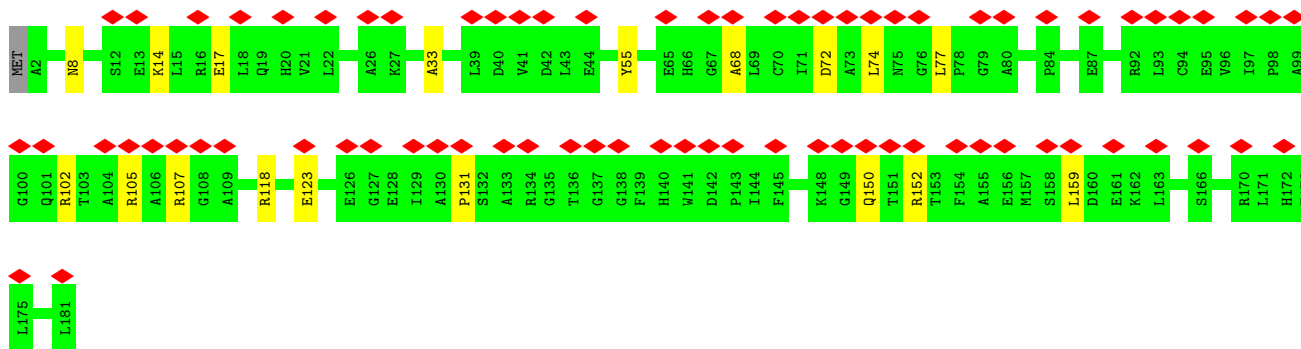 MET A2 N8 S12 E13 K14 L15 R16 E17 L18 Q19 H20 V21 L22 A26 K27 A33 L39 D40 V41 D42 L43 E44 Y55 E65 H66 G67 A68 L69 C70 I71 D72 A73 L74 N75 G76 L77 P78 G79 A80 P84 E87 R92 L93 C94 E95 V96 I97 P98 A99
G100 Q101 R102 T103 A104 R105 A106 R107 G108 A109 R118 E123 E126 G127 E128 I129 A130 P131 S132 A133 R134 G135 T136 G137 G138 F139 H140 W141 D142 P143 I144 F145 K148 G149 Q150 T151 R152 T153 F154 A155 E156 M157 S158 L159 D160 E161 K162 L163 S166 R170 L171 H172
L175 L181